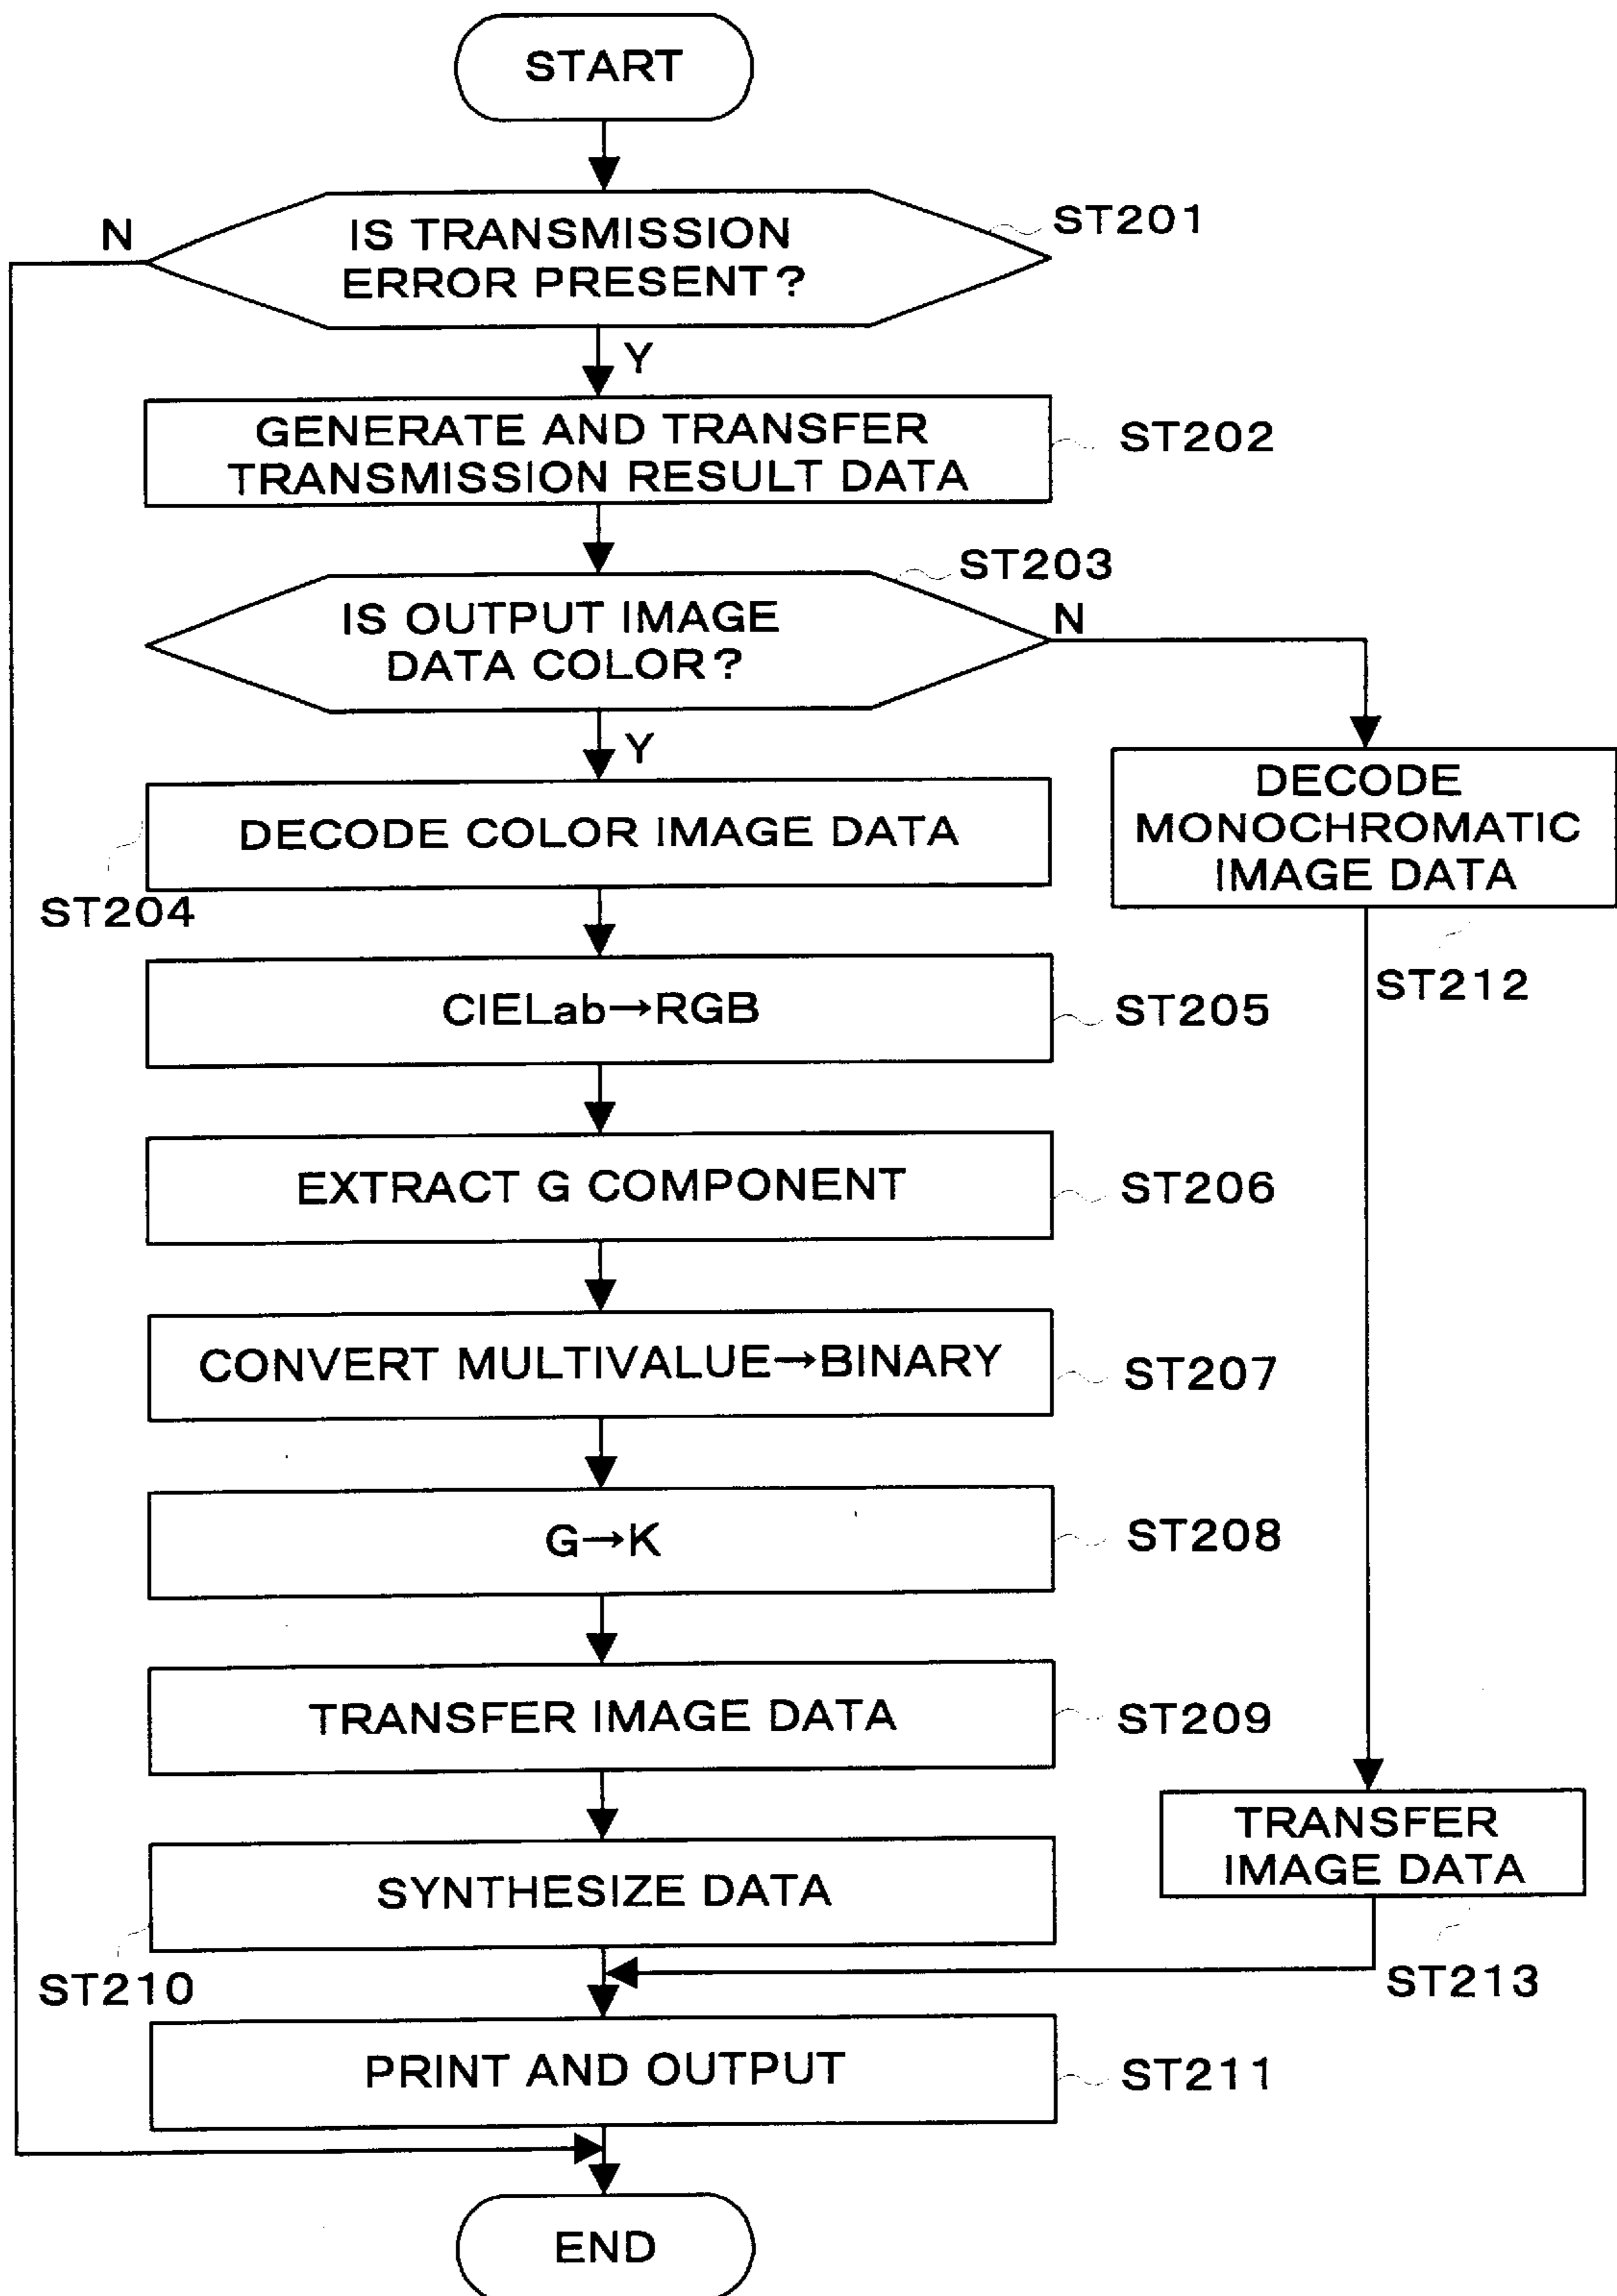 START
N
IS TRANSMISSION
ERROR PRESENT?
ST201
Y
GENERATE AND TRANSFER
TRANSMISSION RESULT DATA
ST202
ST203
IS OUTPUT IMAGE
DATA COLOR?
N
Y
DECODE COLOR IMAGE DATA
ST204
DECODE
MONOCHROMATIC
IMAGE DATA
ST212
CIELab→RGB
ST205
EXTRACT G COMPONENT
ST206
CONVERT MULTIVALUE→BINARY
ST207
G→K
ST208
TRANSFER IMAGE DATA
ST209
TRANSFER
IMAGE DATA
ST213
SYNTHESIZE DATA
ST210
PRINT AND OUTPUT
ST211
END